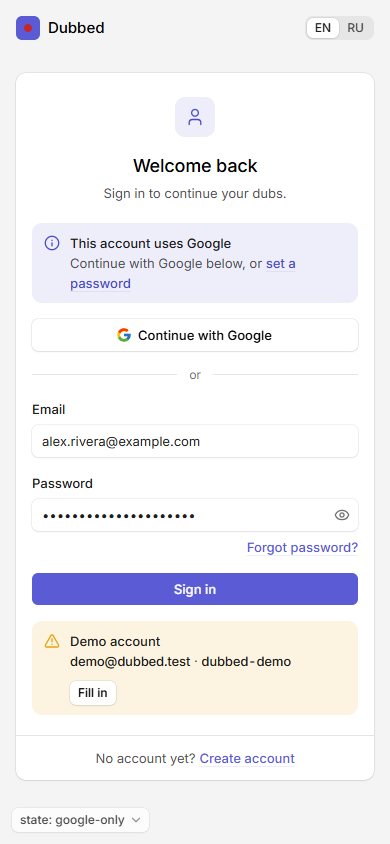 Dubbed
EN RU
Welcome back
Sign in to continue your dubs.
This account uses Google
Continue with Google below, or set a
password
Continue with Google
or
Email
alex.rivera@example.com
Password
•••••••••••••••••••••
Forgot password?
Sign in
Demo account
demo@dubbed.test · dubbed-demo
Fill in
No account yet? Create account
state: google-only